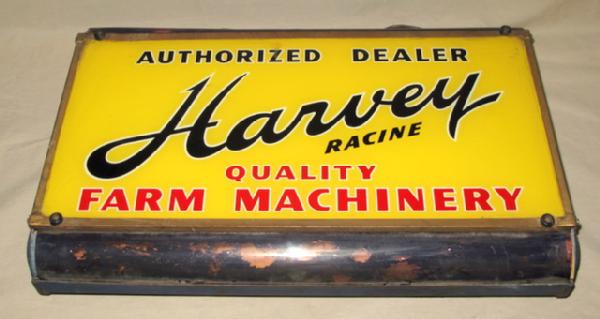 AUTHORIZED DEALER
Harvey
RACINE
QUALITY
FARM MACHINERY